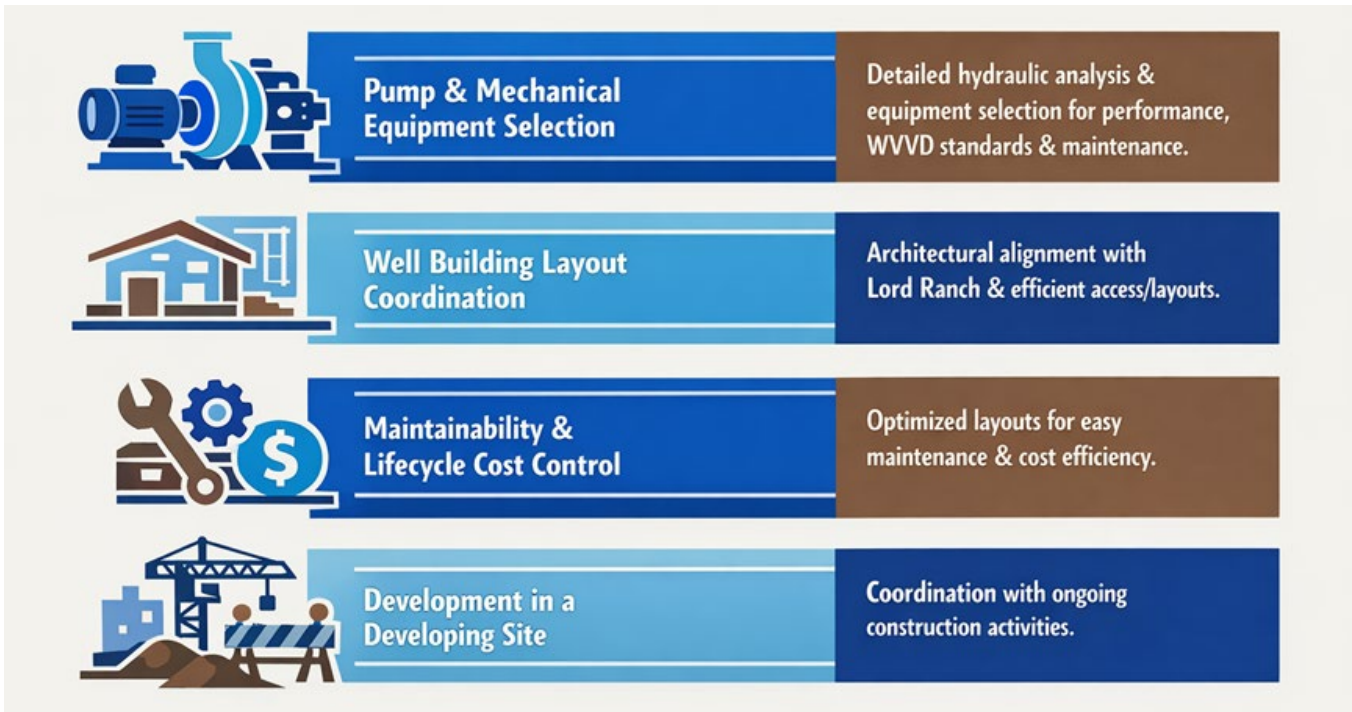 Pump & Mechanical
Equipment Selection
Detailed hydraulic analysis &
equipment selection for performance,
WVVD standards & maintenance.
Well Building Layout
Coordination
Architectural alignment with
Lord Ranch & efficient access/layouts.
Maintainability &
Lifecycle Cost Control
$
Optimized layouts for easy
maintenance & cost efficiency.
Development in a
Developing Site
Coordination with ongoing
construction activities.